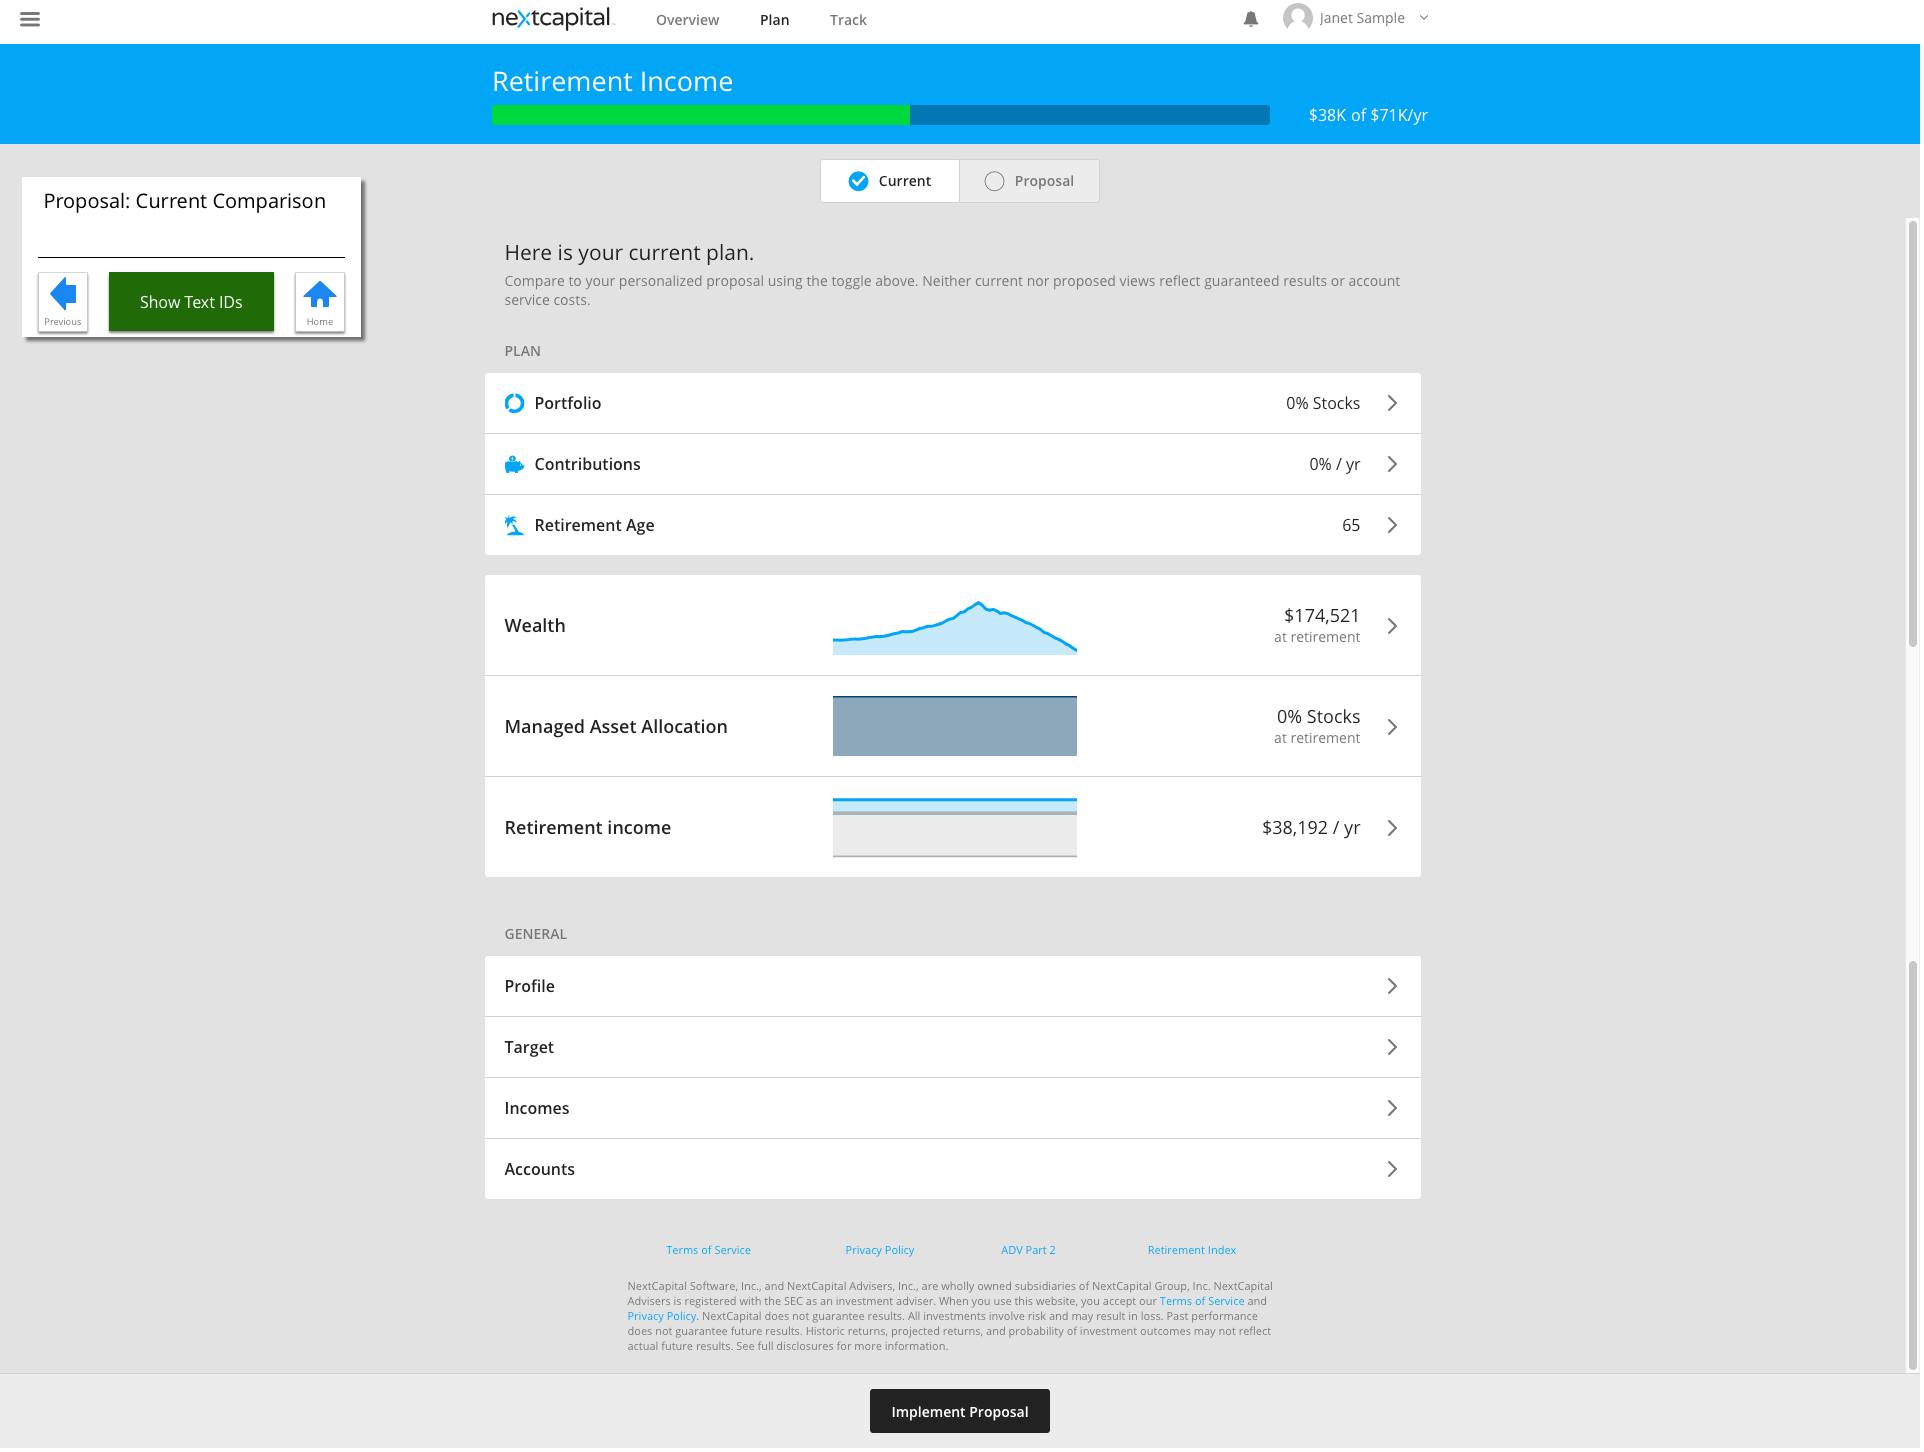 nextcapital
Overview
Plan
Track
Janet Sample
Retirement Income
$38K of $71K/yr
Current
Proposal
Proposal: Current Comparison
Previous
Show Text IDs
Home
Here is your current plan.
Compare to your personalized proposal using the toggle above. Neither current nor proposed views reflect guaranteed results or account
service costs.
PLAN
Portfolio
0% Stocks
Contributions
0% / yr
Retirement Age
65
Wealth
$174,521
at retirement
Managed Asset Allocation
0% Stocks
at retirement
Retirement income
$38,192 / yr
GENERAL
Profile
Target
Incomes
Accounts
Terms of Service
Privacy Policy
ADV Part 2
Retirement Index
NextCapital Software, Inc., and NextCapital Advisers, Inc., are wholly owned subsidiaries of NextCapital Group, Inc. NextCapital
Advisers is registered with the SEC as an investment adviser. When you use this website, you accept our Terms of Service and
Privacy Policy. NextCapital does not guarantee results. All investments involve risk and may result in loss. Past performance
does not guarantee future results. Historic returns, projected returns, and probability of investment outcomes may not reflect
actual future results. See full disclosures for more information.
Implement Proposal